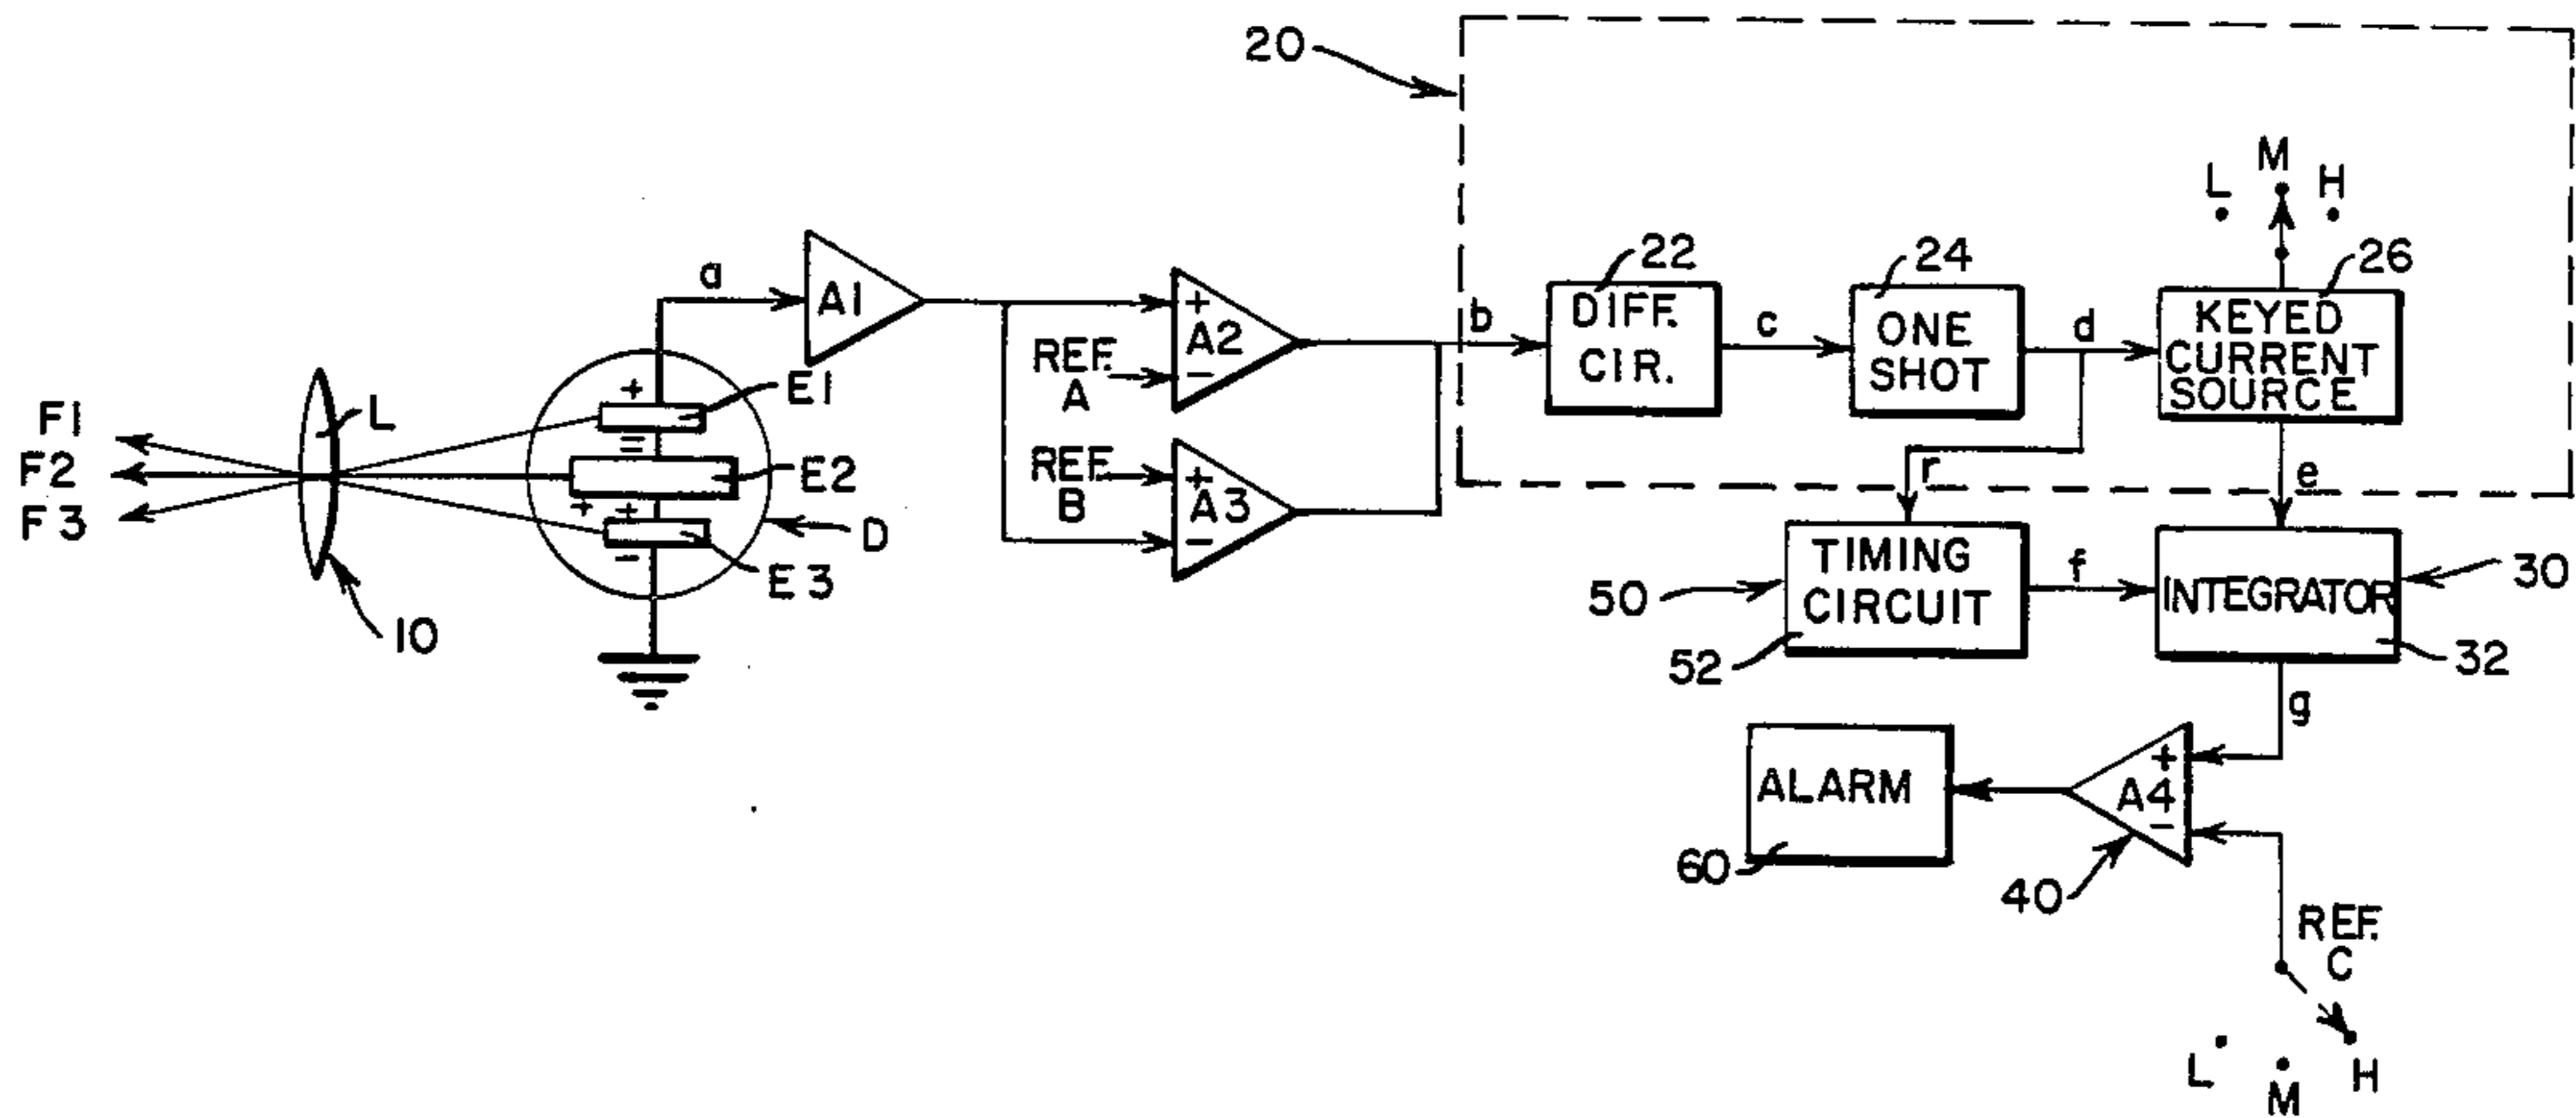 20
L
M
H
26
a
A1
+
A2
-
REF.
A
b
22
DIFF.
CIR.
c
24
ONE
SHOT
d
KEYED
CURRENT
SOURCE
F1
F2
F3
L
10
+
E1
-
E2
+
+
E3
-
D
REF.
B
+
A3
-
r
e
50
TIMING
CIRCUIT
52
f
INTEGRATOR
30
32
g
ALARM
60
+
A4
-
40
REF.
C
L
M
H